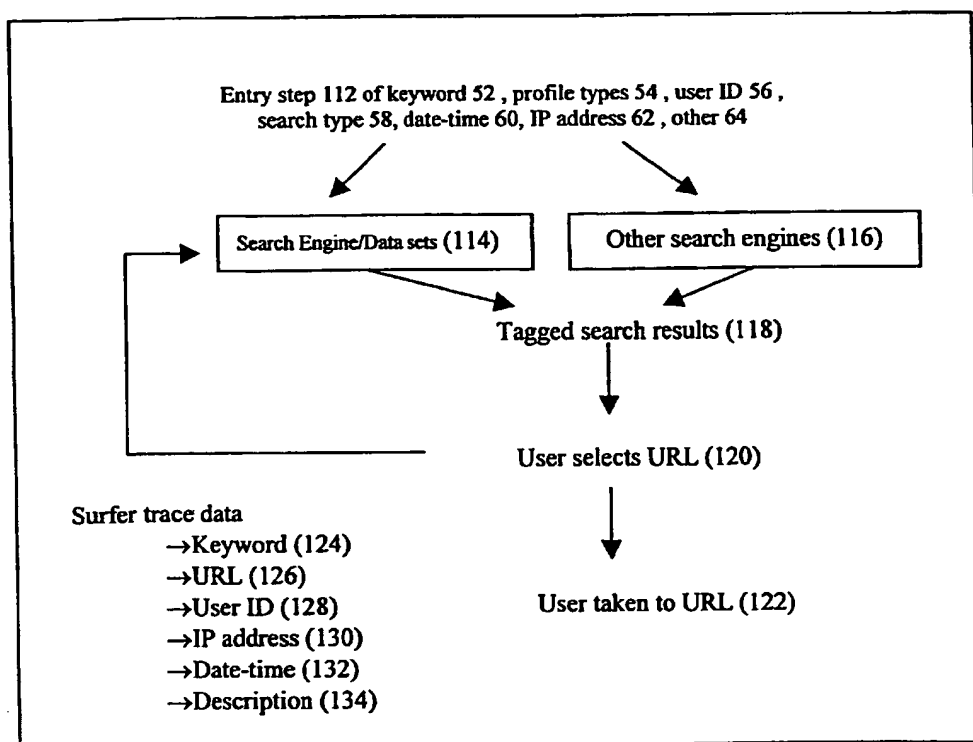 Entry step 112 of keyword 52 , profile types 54 , user ID 56 ,
search type 58, date-time 60, IP address 62 , other 64
Search Engine/Data sets (114)
Other search engines (116)
Tagged search results (118)
User selects URL (120)
Surfer trace data
→Keyword (124)
→URL (126)
→User ID (128)
→IP address (130)
→Date-time (132)
→Description (134)
User taken to URL (122)